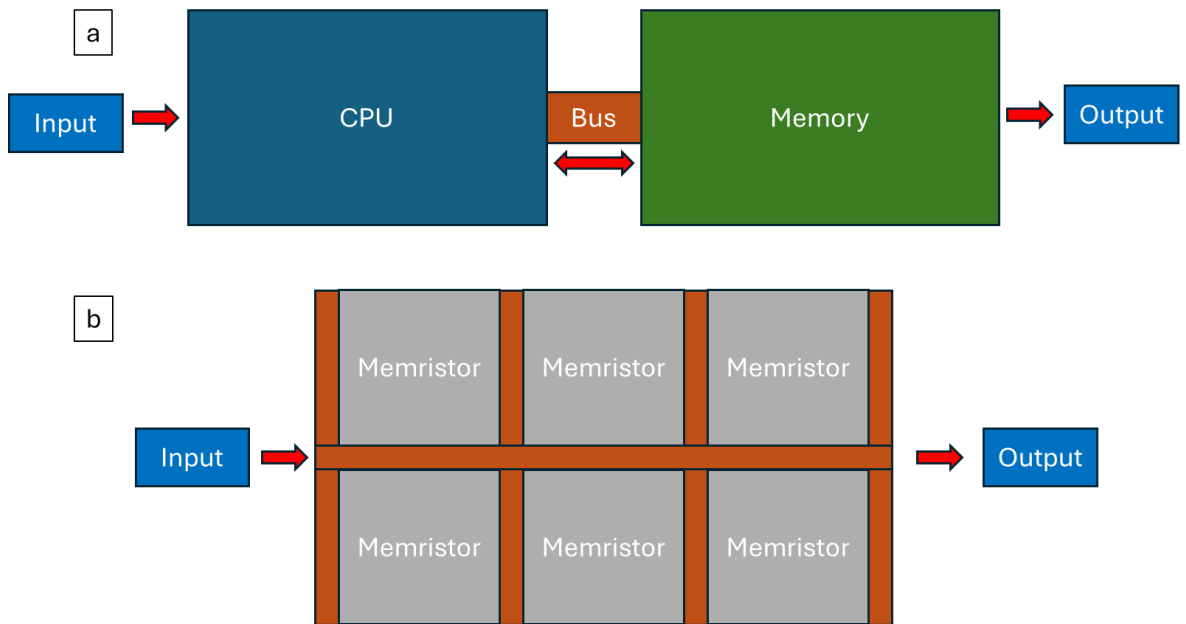 a
Input
CPU
Bus
Memory
Output
b
Memristor Memristor Memristor
Input
Output
Memristor Memristor Memristor